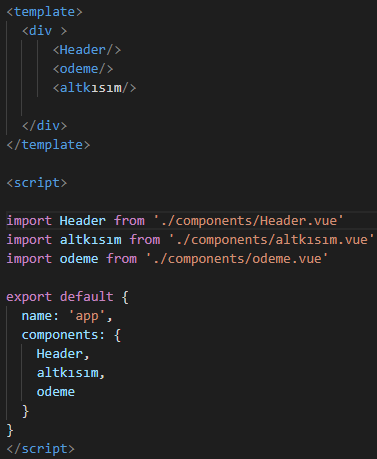 <template>
<div >
<Header/>
<odeme/>
<altkısım/>
</div>
</template>
<script>
import Header from './components/Header.vue'
import altkısım from './components/altkısım.vue'
import odeme from './components/odeme.vue'
export default {
name: 'app',
components: {
Header,
altkısım,
odeme
}
}
</script>